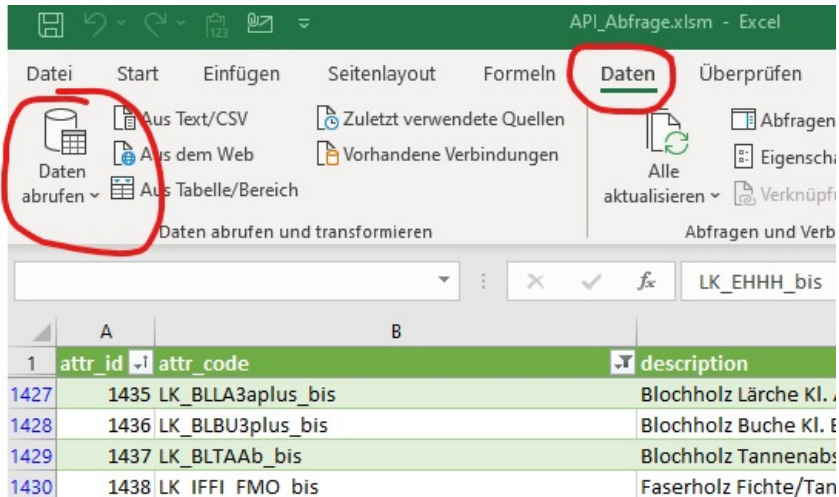 123
API_Abfrage.xlsm - Excel
Datei Start Einfügen Seitenlayout Formeln Daten Überprüfen
Daten abrufen
Aus Text/CSV
Aus dem Web
Aus Tabelle/Bereich
Zuletzt verwendete Quellen
Vorhandene Verbindungen
Daten abrufen und transformieren
Alle aktualisieren
Abfragen
Eigenscha
Verknüpf
Abfragen und Verb
fx LK_EHHH_bis
A B
1 attr_id attr_code description
1427 1435 LK_BLLA3aplus_bis Blochholz Lärche Kl.
1428 1436 LK_BLBU3plus_bis Blochholz Buche Kl.
1429 1437 LK_BLTAAb_bis Blochholz Tannenabs
1430 1438 LK_IFFI_FMO_bis Faserholz Fichte/Tan